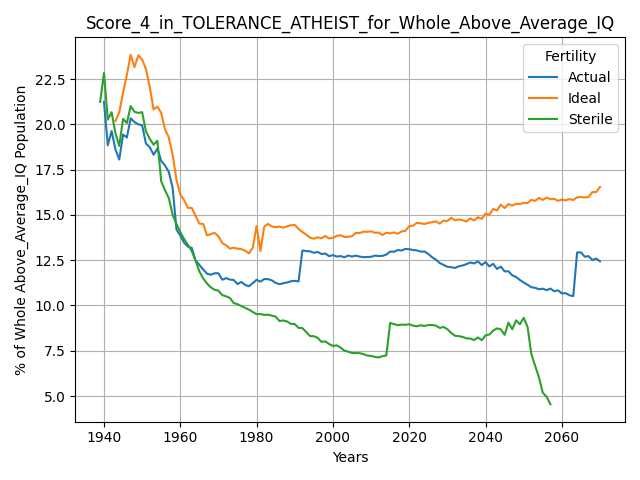 Score_4_in_TOLERANCE_ATHEIST_for_Whole_Above_Average_IQ
Fertility
Actual
Ideal
Sterile
% of Whole Above_Average_IQ Population
22.5
20.0
17.5
15.0
12.5
10.0
7.5
5.0
1940 1960 1980 2000 2020 2040 2060
Years